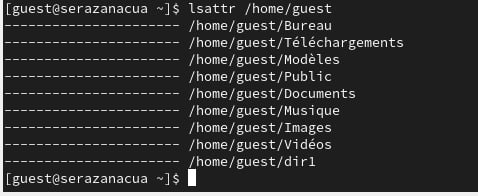 [guest@serazanacua ~]$ lsattr /home/guest
---------------------- /home/guest/Bureau
---------------------- /home/guest/Téléchargements
---------------------- /home/guest/Modèles
---------------------- /home/guest/Public
---------------------- /home/guest/Documents
---------------------- /home/guest/Musique
---------------------- /home/guest/Images
---------------------- /home/guest/Vidéos
---------------------- /home/guest/dir1
[guest@serazanacua ~]$